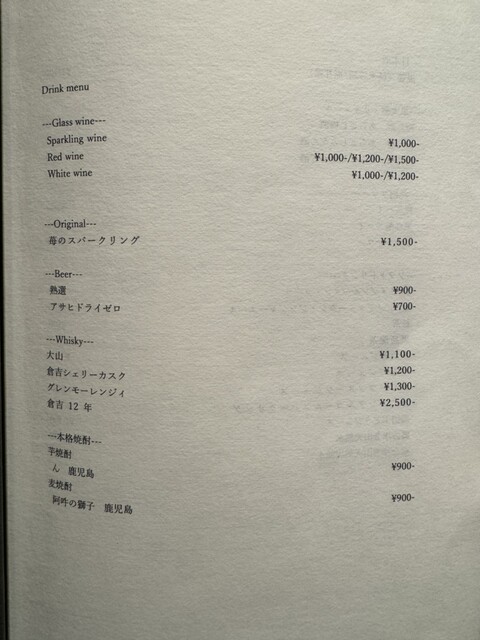 Drink menu
---Glass wine---
Sparkling wine ¥1,000-
Red wine ¥1,000-/¥1,200-/¥1,500-
White wine ¥1,000-/¥1,200-
---Original---
苺のスパークリング ¥1,500-
---Beer---
熟選 ¥900-
アサヒドライゼロ ¥700-
---Whisky---
大山 ¥1,100-
倉吉シェリーカスク ¥1,200-
グレンモーレンジィ ¥1,300-
倉吉 12 年 ¥2,500-
---本格焼酎---
芋焼酎
ん 鹿児島 ¥900-
麦焼酎
阿吽の獅子 鹿児島 ¥900-